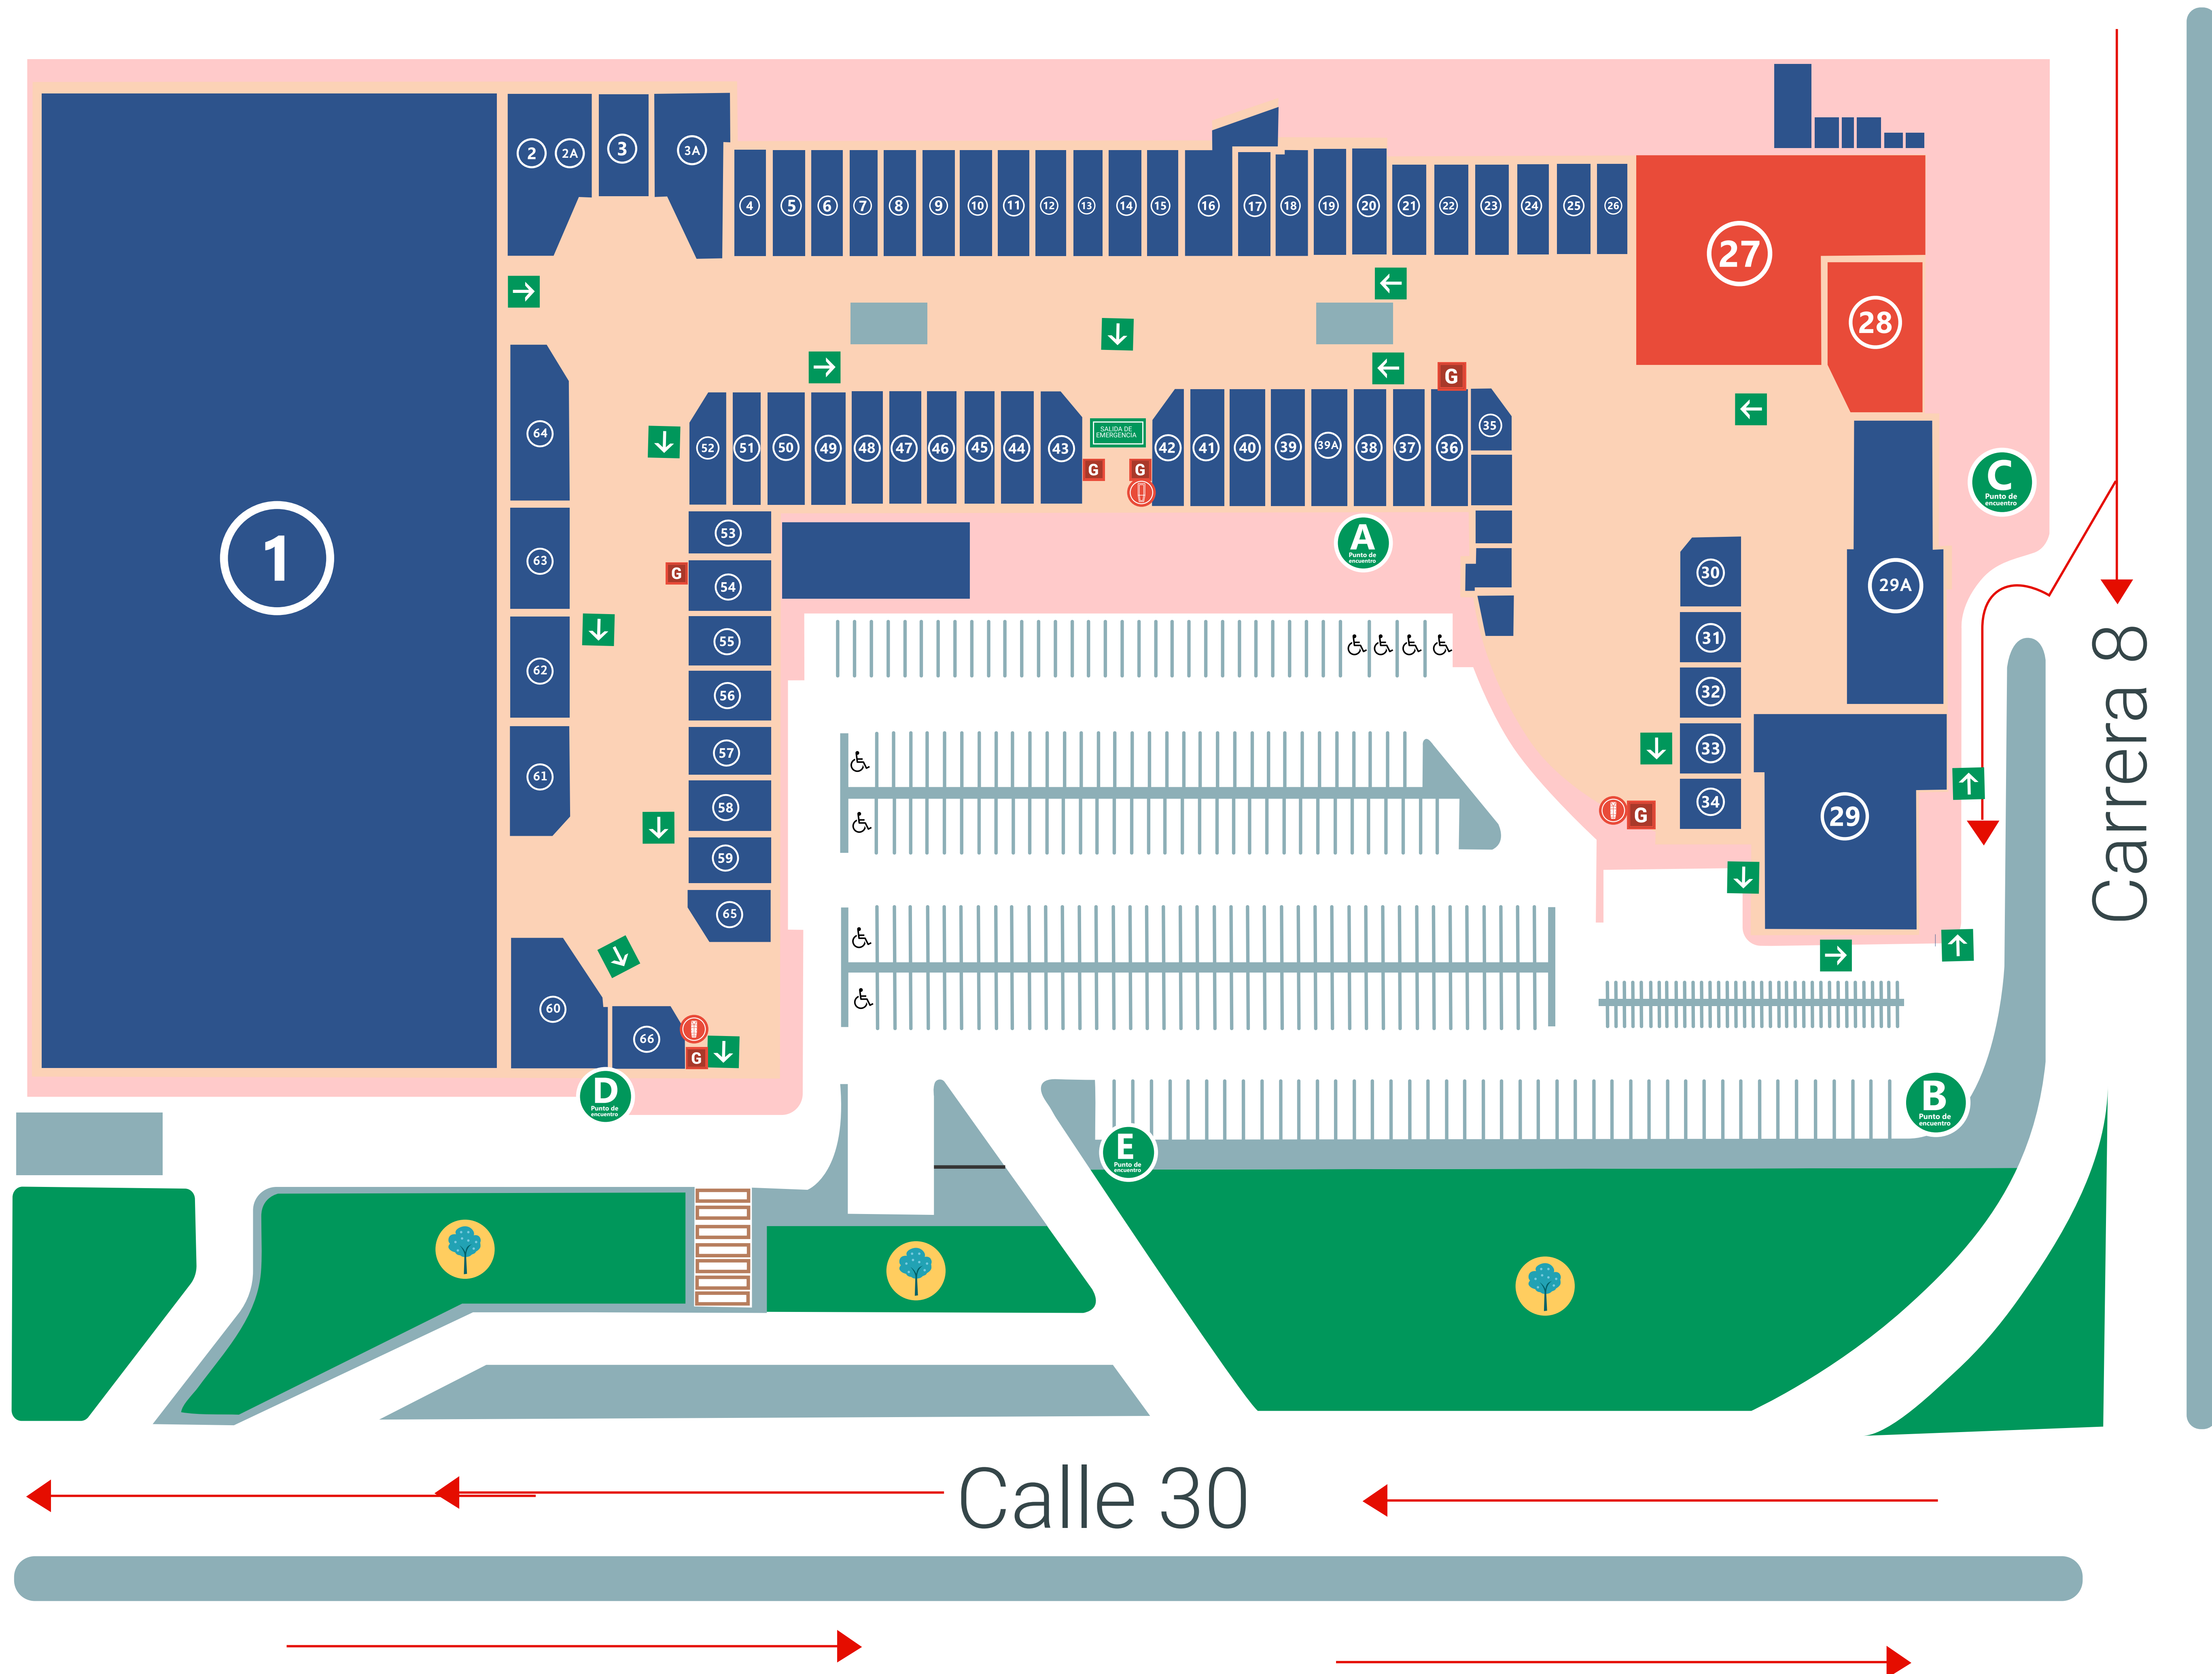 2 2A 3 3A
4 5 6 7 8 9 10 11 12 13 14 15 16 17 18 19 20 21 22 23 24 25 26
27
28
1
64
63
62
61
52 51 50 49 48 47 46 45 44 43
SALIDA DE
EMERGENCIA
G
G
42 41 40 39 39A 38 37 36
G
35
53
54
G
55
56
57
58
59
65
60
66
G
A
Punto de
encuentro
C
Punto de
encuentro
30
31
32
33
34
G
29A
29
D
Punto de
encuentro
E
Punto de
encuentro
B
Punto de
encuentro
Carrera 8
Calle 30